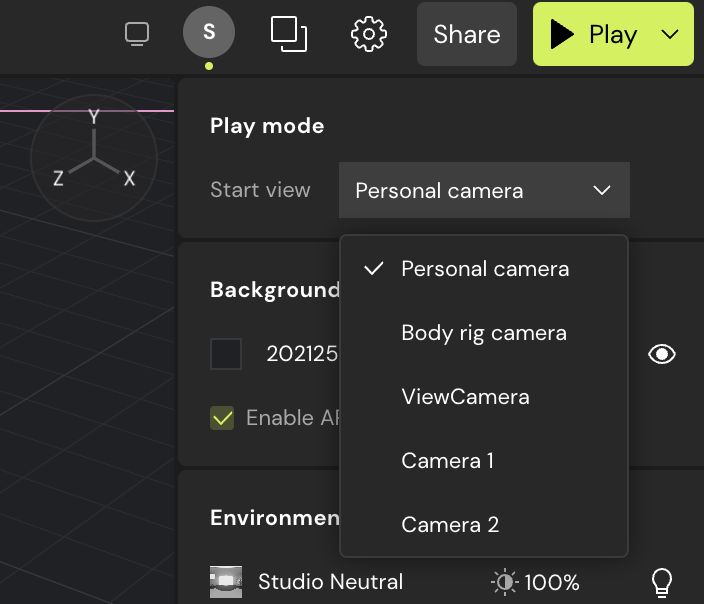 S
Share
Play
Y
Z
X
Play mode
Start view
Personal camera
Personal camera
Background
Body rig camera
202125
ViewCamera
Enable
Camera 1
Environmen
Camera 2
Studio Neutral
100%